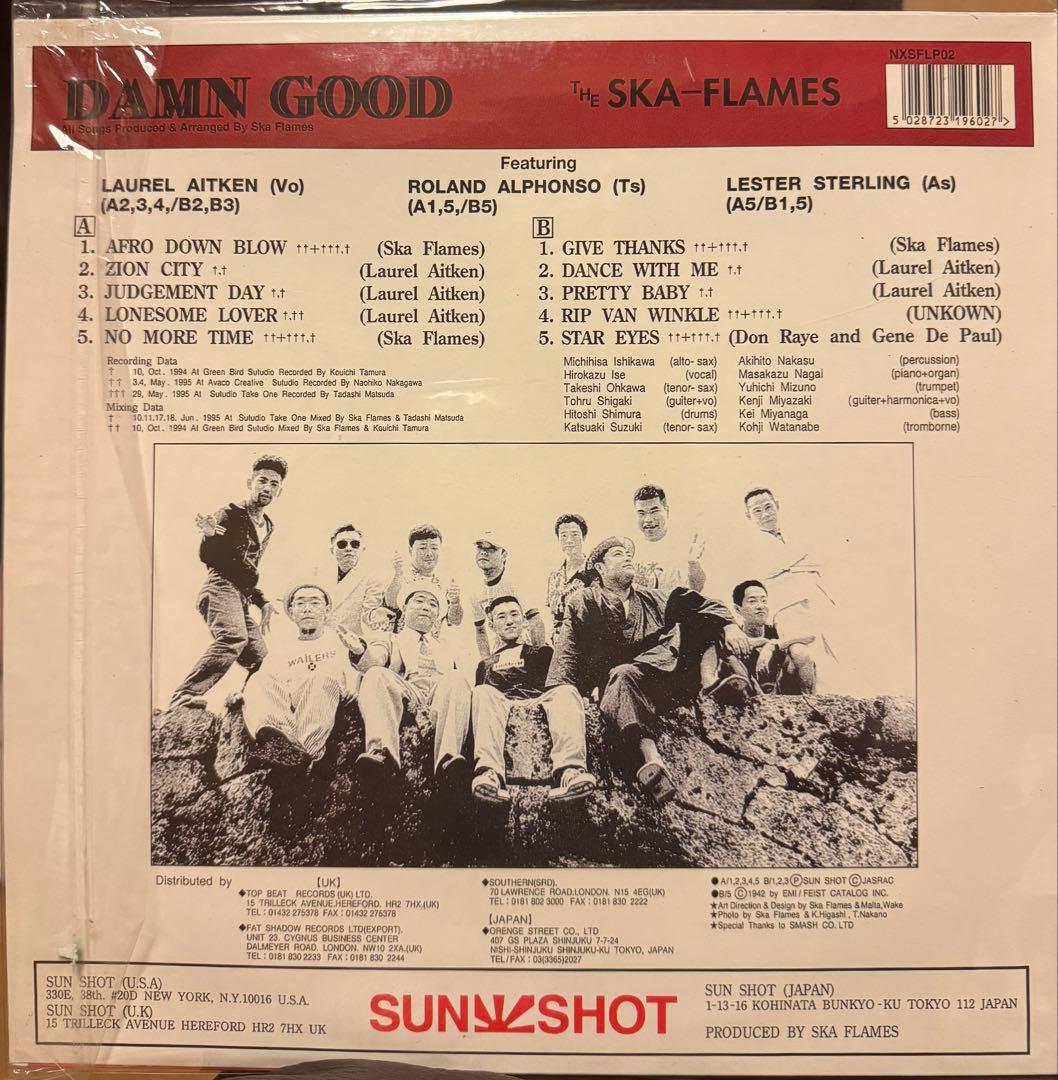 NXSFLP02
DAMN GOOD
THE SKA-FLAMES
All Songs Produced & Arranged By Ska Flames
5 028723 196027 >
Featuring
LAUREL AITKEN (Vo)
(A2,3,4,/B2,B3)
ROLAND ALPHONSO (Ts)
(A1,5,/B5)
LESTER STERLING (As)
(A5/B1,5)
A
1. AFRO DOWN BLOW ††+†††.† (Ska Flames)
2. ZION CITY †.† (Laurel Aitken)
3. JUDGEMENT DAY †.† (Laurel Aitken)
4. LONESOME LOVER †.†† (Laurel Aitken)
5. NO MORE TIME ††+†††.† (Ska Flames)
B
1. GIVE THANKS ††+†††.† (Ska Flames)
2. DANCE WITH ME †.† (Laurel Aitken)
3. PRETTY BABY †.† (Laurel Aitken)
4. RIP VAN WINKLE ††+†††.† (UNKOWN)
5. STAR EYES ††+†††.† (Don Raye and Gene De Paul)
Recording Data
† 10, Oct. 1994 At Green Bird Sutudio Recorded By Kouichi Tamura
†† 3.4, May. 1995 At Avaco Creative Sutudio Recorded By Naohiko Nakagawa
††† 29, May. 1995 At Sutudio Take One Recorded By Tadashi Matsuda
Mixing Data
† 10.11.17.18. Jun. 1995 At .Sutudio Take One Mixed By Ska Flames & Tadashi Matsuda
†† 10, Oct. 1994 At Green Bird Sutudio Mixed By Ska Flames & Kouichi Tamura
Michihisa Ishikawa (alto-sax)
Hirokazu Ise (vocal)
Takeshi Ohkawa (tenor-sax)
Tohru Shigaki (guiter+vo)
Hitoshi Shimura (drums)
Katsuaki Suzuki (tenor-sax)
Akihito Nakasu (percussion)
Masakazu Nagai (piano+organ)
Yuhichi Mizuno (trumpet)
Kenji Miyazaki (guiter+harmonica+vo)
Kei Miyanaga (bass)
Kohji Watanabe (tromborne)
WAILERS
Distributed by
【UK】
◆TOP BEAT RECORDS (UK) LTD.
15 TRILLECK AVENUE.HEREFORD. HR2 7HX.(UK)
TEL : 01432 275378 FAX : 01432 275378
◆FAT SHADOW RECORDS LTD(EXPORT).
UNIT 23. CYGNUS BUSINESS CENTER
DALMEYER ROAD. LONDON. NW10 2XA.(UK)
TEL : 0181 830 2233 FAX : 0181 830 2244
◆SOUTHERN(SRD).
70 LAWRENCE ROAD.LONDON. N15 4EG(UK)
TEL : 0181 802 3000 FAX : 0181 830 2222
【JAPAN】
◆ORENGE STREET CO., LTD
407 GS PLAZA SHINJUKU 7-7-24
NISHI-SHINJUKU SHINJUKU-KU TOKYO, JAPAN
TEL/FAX : 03(3365)2027
●A/1,2,3,4,5 B/1,2,3 Ⓟ SUN SHOT Ⓒ JASRAC
●B/5 Ⓒ 1942 by EMI / FEIST CATALOG INC.
★Art Direction & Design by Ska Flames & Malta,Wake
★Photo by Ska Flames & K.Higashi , T.Nakano
★Special Thanks to SMASH CO. LTD
SUN SHOT (U.S.A)
330E, 38th. #20D NEW YORK, N.Y.10016 U.S.A.
SUN SHOT (U.K)
15 TRILLECK AVENUE HEREFORD HR2 7HX UK
SUN SHOT
SUN SHOT (JAPAN)
1-13-16 KOHINATA BUNKYO-KU TOKYO 112 JAPAN
PRODUCED BY SKA FLAMES